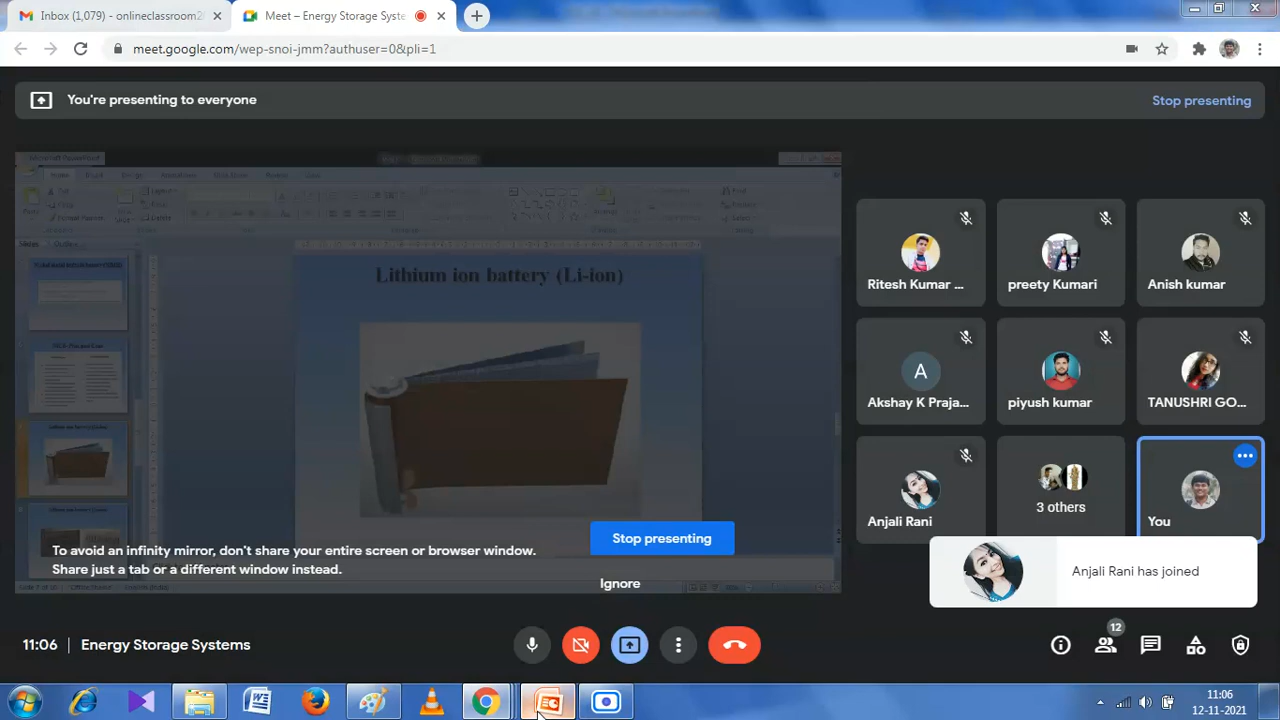 Inbox (1,079) - onlineclassroom2
Meet – Energy Storage Syste
meet.google.com/wep-snoi-jmm?authuser=0&pli=1
You're presenting to everyone
Stop presenting
Home
Slides
Lithium ion battery (Li-ion)
To avoid an infinity mirror, don't share your entire screen or browser window.
Share just a tab or a different window instead.
Stop presenting
Ignore
Ritesh Kumar ...
preety Kumari
Anish kumar
A
Akshay K Praja...
piyush kumar
TANUSHRI GO...
Anjali Rani
3 others
You
Anjali Rani has joined
11:06
Energy Storage Systems
12
11:06
12-11-2021